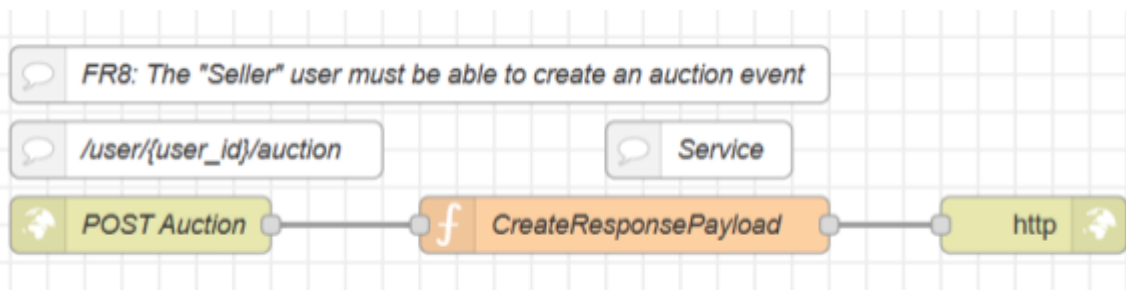 FR8: The "Seller" user must be able to create an auction event
/user/{user_id}/auction
Service
POST Auction
CreateResponsePayload
http